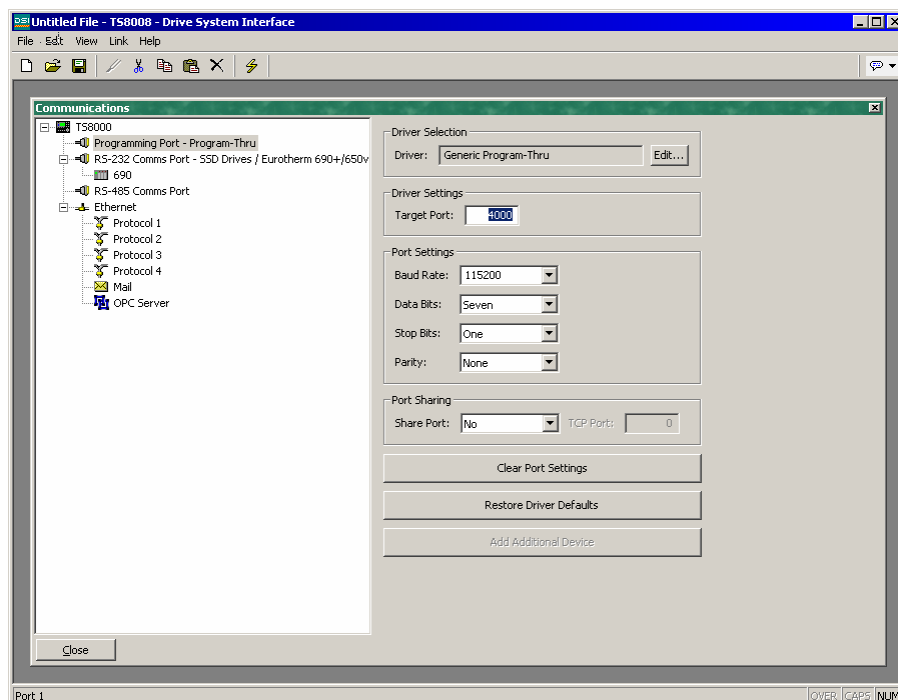 DSI Untitled File - TS8008 - Drive System Interface
File Edit View Link Help
Communications
TS8000
Programming Port - Program-Thru
RS-232 Comms Port - SSD Drives / Eurotherm 690+/650v
690
RS-485 Comms Port
Ethernet
Protocol 1
Protocol 2
Protocol 3
Protocol 4
Mail
OPC Server
Driver Selection
Driver: Generic Program-Thru Edit...
Driver Settings
Target Port: 4000
Port Settings
Baud Rate: 115200
Data Bits: Seven
Stop Bits: One
Parity: None
Port Sharing
Share Port: No TCP Port: 0
Clear Port Settings
Restore Driver Defaults
Add Additional Device
Close
Port 1 OVER CAPS NUM